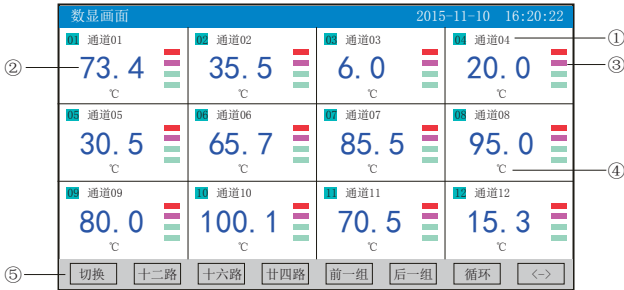 数显画面 2015-11-10 16:20:22
01 通道01 02 通道02 03 通道03 04 通道04 ①
② 73.4 35.5 6.0 20.0 ③
℃ ℃ ℃ ℃
05 通道05 06 通道06 07 通道07 08 通道08
30.5 65.7 85.5 95.0
℃ ℃ ℃ ℃ ④
09 通道09 10 通道10 11 通道11 12 通道12
80.0 100.1 70.5 15.3
℃ ℃ ℃ ℃
⑤ 切换 十二路 十六路 廿四路 前一组 后一组 循环 <->